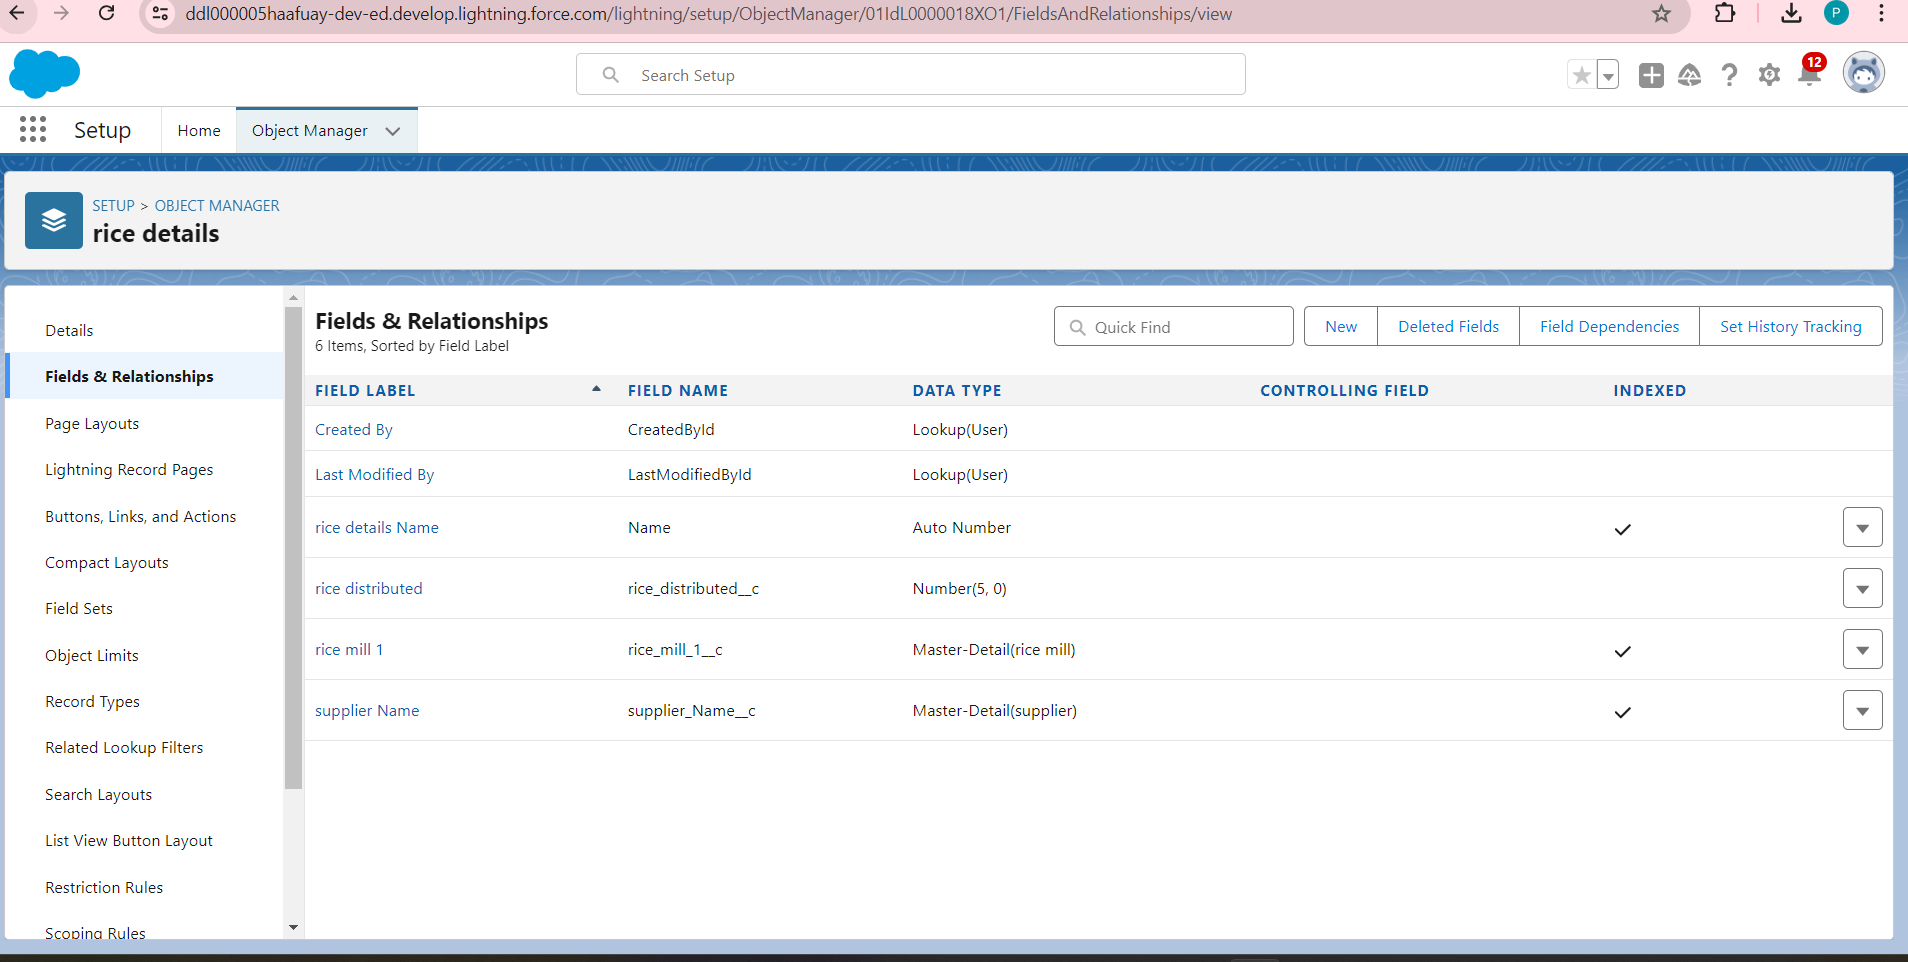 ddl000005haafuay-dev-ed.develop.lightning.force.com/lightning/setup/ObjectManager/01IdL0000018XO1/FieldsAndRelationships/view
P
Search Setup
12
Setup
Home
Object Manager
SETUP > OBJECT MANAGER
rice details
Details
Fields & Relationships
Page Layouts
Lightning Record Pages
Buttons, Links, and Actions
Compact Layouts
Field Sets
Object Limits
Record Types
Related Lookup Filters
Search Layouts
List View Button Layout
Restriction Rules
Scoping Rules
Fields & Relationships
6 Items, Sorted by Field Label
Quick Find
New
Deleted Fields
Field Dependencies
Set History Tracking
FIELD LABEL FIELD NAME DATA TYPE CONTROLLING FIELD INDEXED
Created By CreatedById Lookup(User)
Last Modified By LastModifiedById Lookup(User)
rice details Name Name Auto Number
rice distributed rice_distributed__c Number(5, 0)
rice mill 1 rice_mill_1__c Master-Detail(rice mill)
supplier Name supplier_Name__c Master-Detail(supplier)